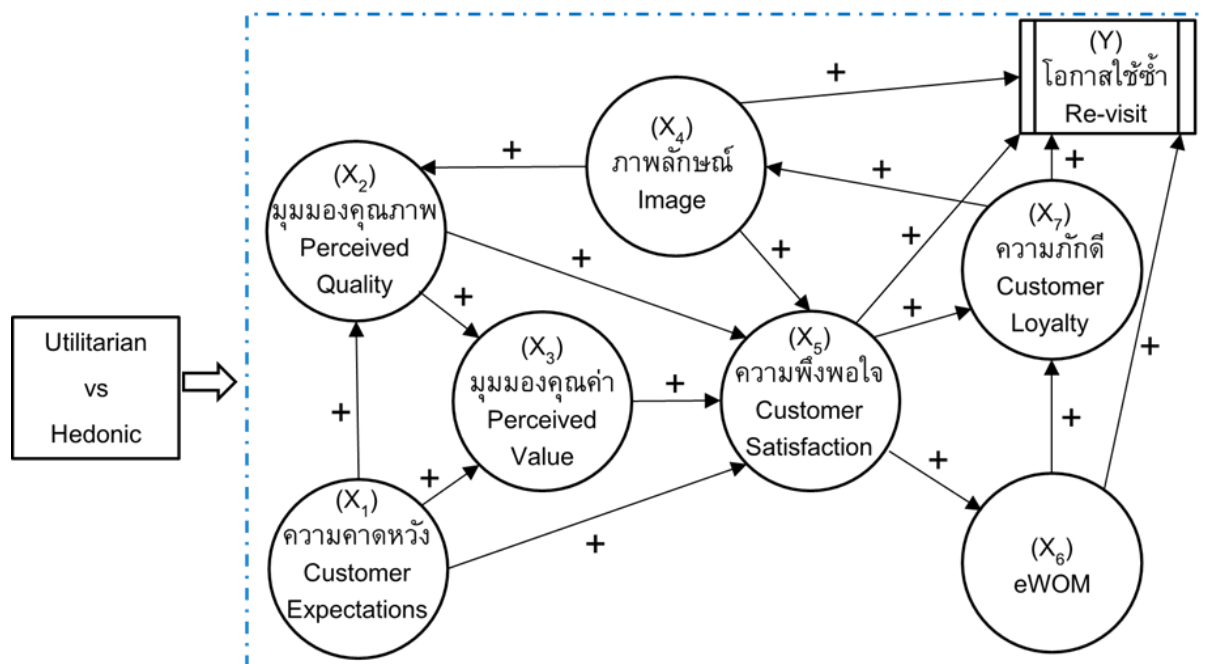 (Y)
โอกาสใช้ซ้ำ
Re-visit
+
(X₄)
ภาพลักษณ์
Image
+
+
+
(X₂)
มุมมองคุณภาพ
Perceived
Quality
(X₇)
ความภักดี
Customer
Loyalty
+
+
+
+
+
+
(X₃)
มุมมองคุณค่า
Perceived
Value
(X₅)
ความพึงพอใจ
Customer
Satisfaction
+
+
Utilitarian
vs
Hedonic
+
+
+
+
+
(X₁)
ความคาดหวัง
Customer
Expectations
(X₆)
eWOM